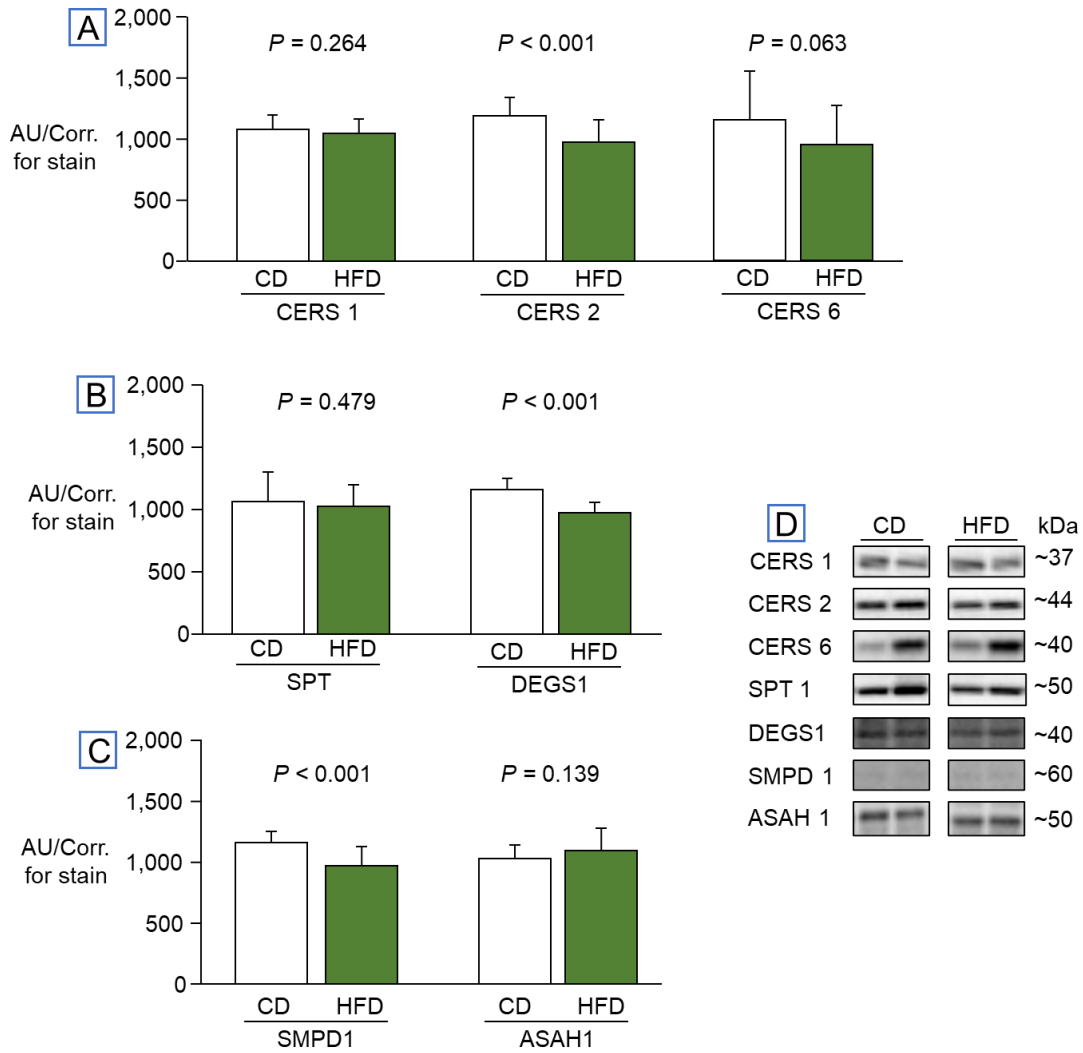 A
2,000
1,500
1,000
500
0
AU/Corr.
for stain
P = 0.264
P < 0.001
P = 0.063
CD HFD
CERS 1
CD HFD
CERS 2
CD HFD
CERS 6
B
2,000
1,500
1,000
500
0
AU/Corr.
for stain
P = 0.479
P < 0.001
CD HFD
SPT
CD HFD
DEGS1
C
2,000
1,500
1,000
500
0
AU/Corr.
for stain
P < 0.001
P = 0.139
CD HFD
SMPD1
CD HFD
ASAH1
D
CD HFD kDa
CERS 1 ~37
CERS 2 ~44
CERS 6 ~40
SPT 1 ~50
DEGS1 ~40
SMPD 1 ~60
ASAH 1 ~50